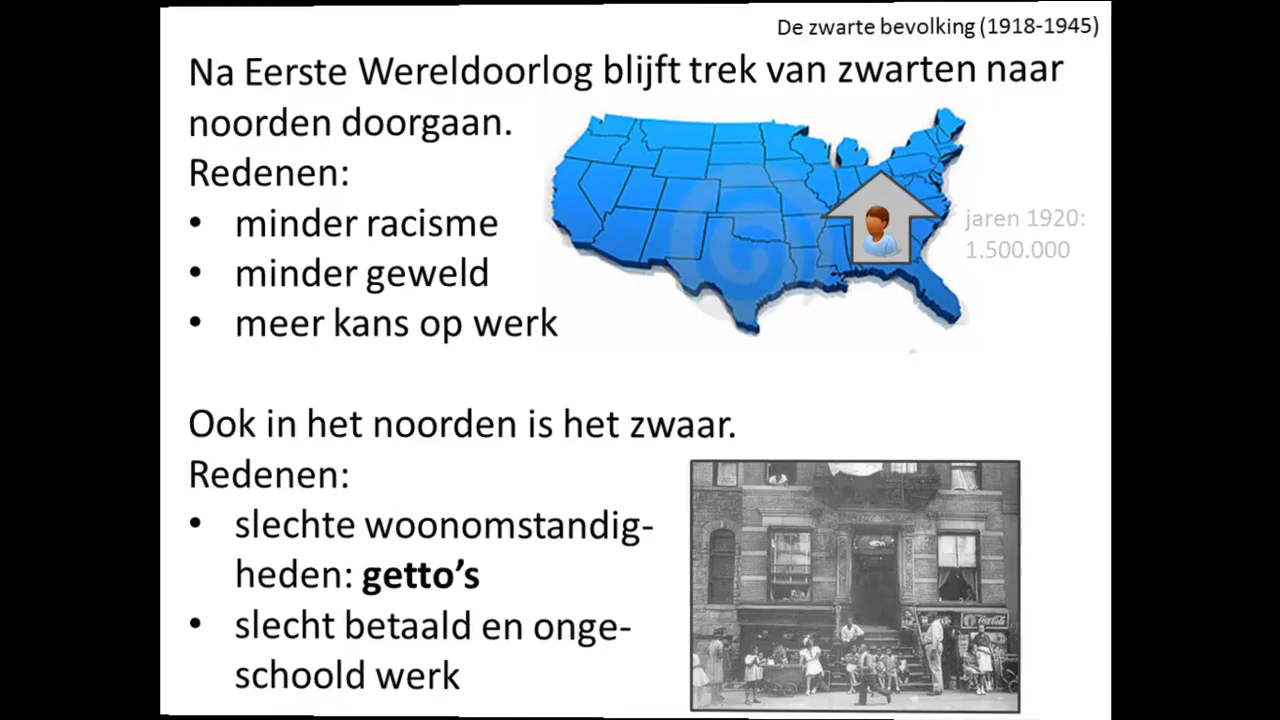 De zwarte bevolking (1918-1945)
Na Eerste Wereldoorlog blijft trek van zwarten naar
noorden doorgaan.
Redenen:
• minder racisme
• minder geweld
• meer kans op werk
jaren 1920:
1.500.000
Ook in het noorden is het zwaar.
Redenen:
• slechte woonomstandig-
heden: getto's
• slecht betaald en onge-
schoold werk
Coca-Cola